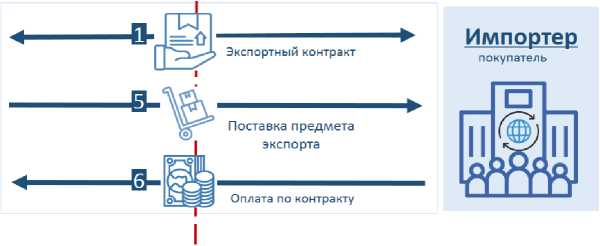 1
Экспортный контракт
5
Поставка предмета
экспорта
6
Оплата по контракту
Импортер
покупатель